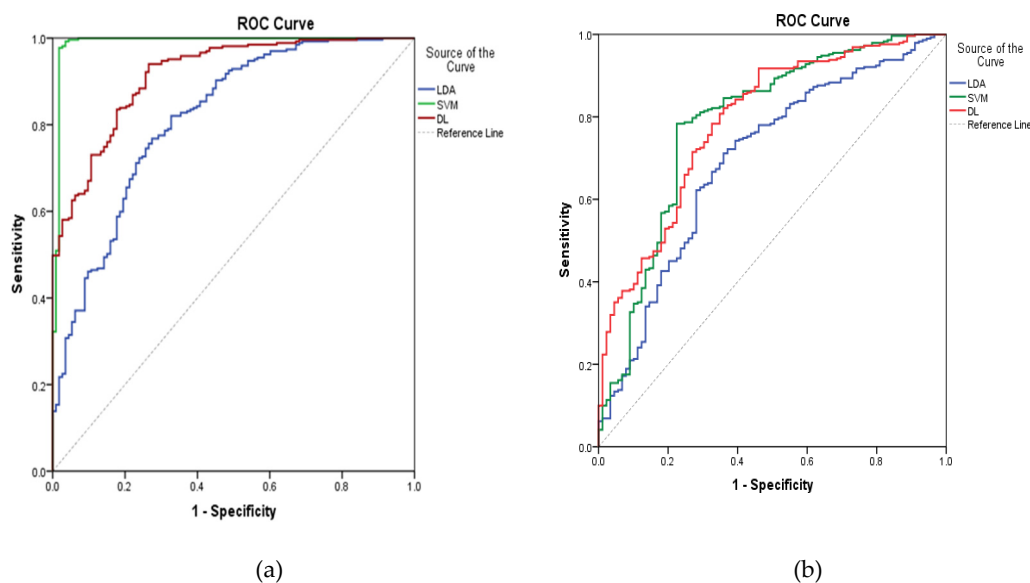 ROC Curve
Source of the
Curve
LDA
SVM
DL
Reference Line
1.0
0.8
0.6
0.4
0.2
0.0
Sensitivity
0.0 0.2 0.4 0.6 0.8 1.0
1 - Specificity
(a)
ROC Curve
Source of the
Curve
LDA
SVM
DL
Reference Line
1.0
0.8
0.6
0.4
0.2
0.0
Sensitivity
0.0 0.2 0.4 0.6 0.8 1.0
1 - Specificity
(b)